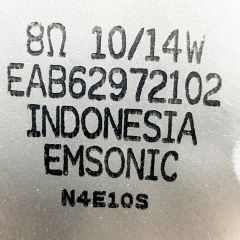 8Ω 10/14W
EAB62972102
INDONESIA
EMSONIC
N4E10S